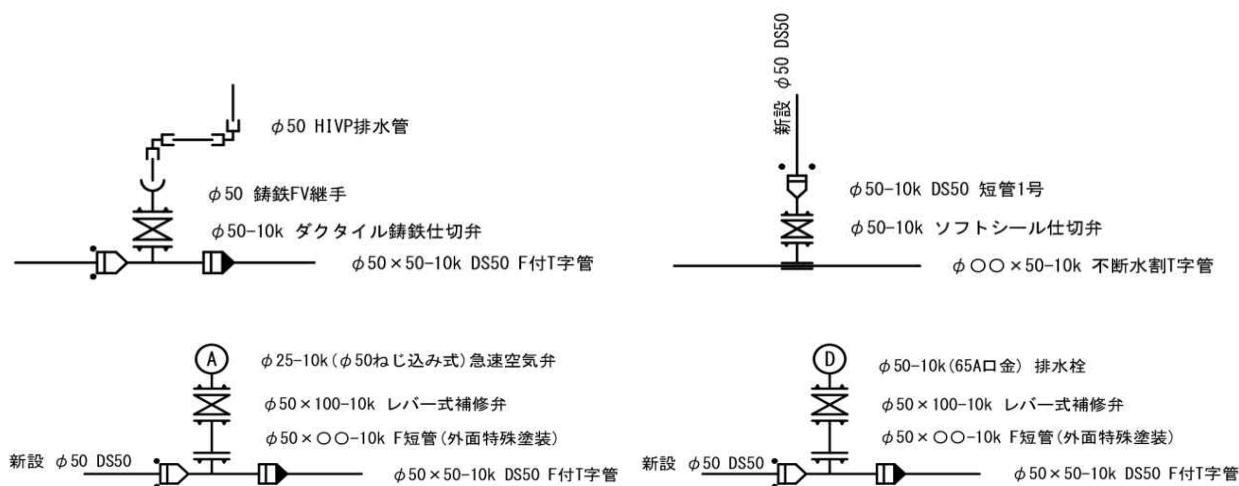 φ50 HIVP排水管
φ50 鋳鉄FV継手
φ50-10k ダクタイル鋳鉄仕切弁
φ50×50-10k DS50 F付T字管
新設 φ50 DS50
φ50-10k DS50 短管1号
φ50-10k ソフトシール仕切弁
φ〇〇×50-10k 不断水割T字管
A
φ25-10k(φ50ねじ込み式)急速空気弁
φ50×100-10k レバー式補修弁
φ50×〇〇-10k F短管(外面特殊塗装)
新設 φ50 DS50
φ50×50-10k DS50 F付T字管
D
φ50-10k(65A口金) 排水栓
φ50×100-10k レバー式補修弁
φ50×〇〇-10k F短管(外面特殊塗装)
新設 φ50 DS50
φ50×50-10k DS50 F付T字管